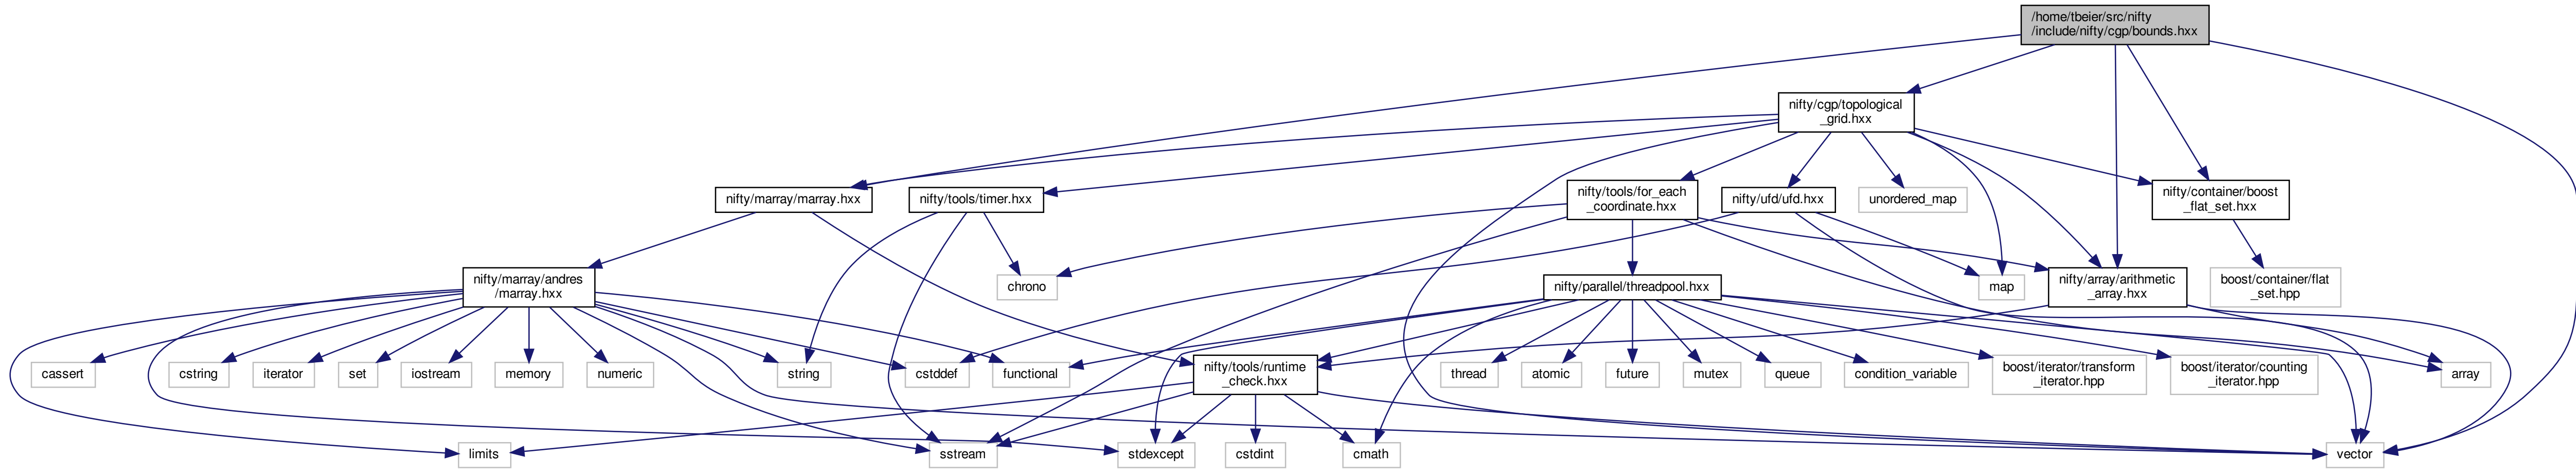 /home/tbeier/src/nifty
/include/nifty/cgp/bounds.hxx
nifty/cgp/topological
_grid.hxx
nifty/marray/marray.hxx
nifty/tools/timer.hxx
nifty/tools/for_each
_coordinate.hxx
nifty/ufd/ufd.hxx
unordered_map
nifty/container/boost
_flat_set.hxx
nifty/marray/andres
/marray.hxx
chrono
nifty/parallel/threadpool.hxx
map
nifty/array/arithmetic
_array.hxx
boost/container/flat
_set.hpp
cassert
cstring
iterator
set
iostream
memory
numeric
string
cstddef
functional
nifty/tools/runtime
_check.hxx
thread
atomic
future
mutex
queue
condition_variable
boost/iterator/transform
_iterator.hpp
boost/iterator/counting
_iterator.hpp
array
limits
sstream
stdexcept
cstdint
cmath
vector